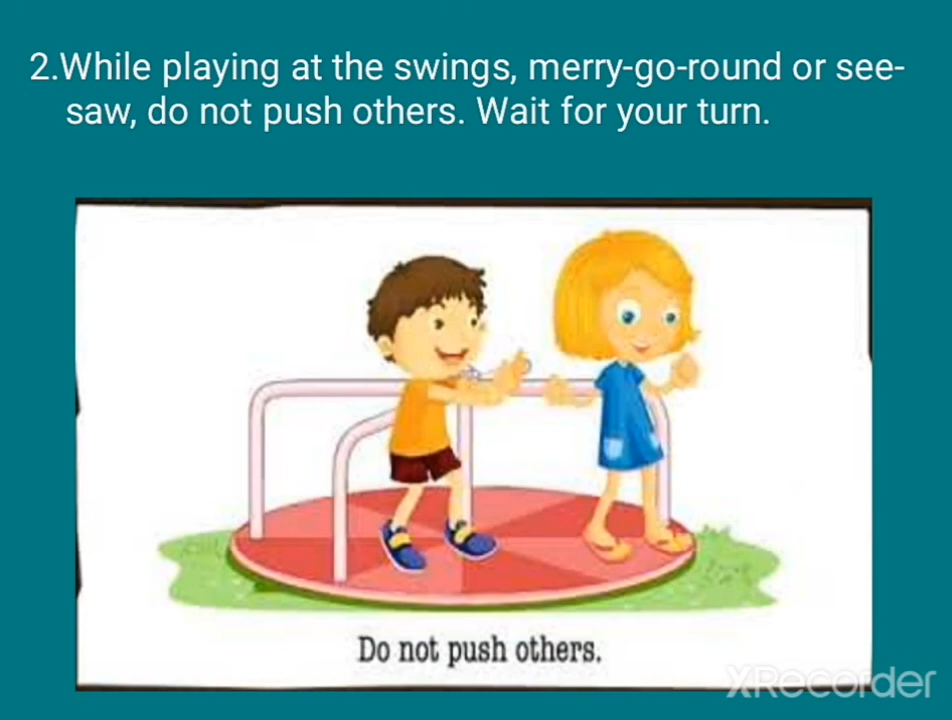 2.While playing at the swings, merry-go-round or see-
saw, do not push others. Wait for your turn.
Do not push others.
XRecorder